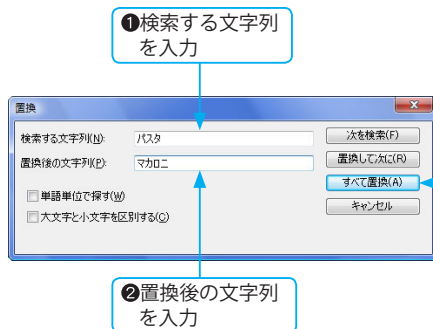 ❶検索する文字列
を入力
置換
検索する文字列(N):
パスタ
次を検索(F)
置換後の文字列(P):
マカロニ
置換して次に(R)
すべて置換(A)
単語単位で探す(W)
キャンセル
大文字と小文字を区別する(C)
❷置換後の文字列
を入力